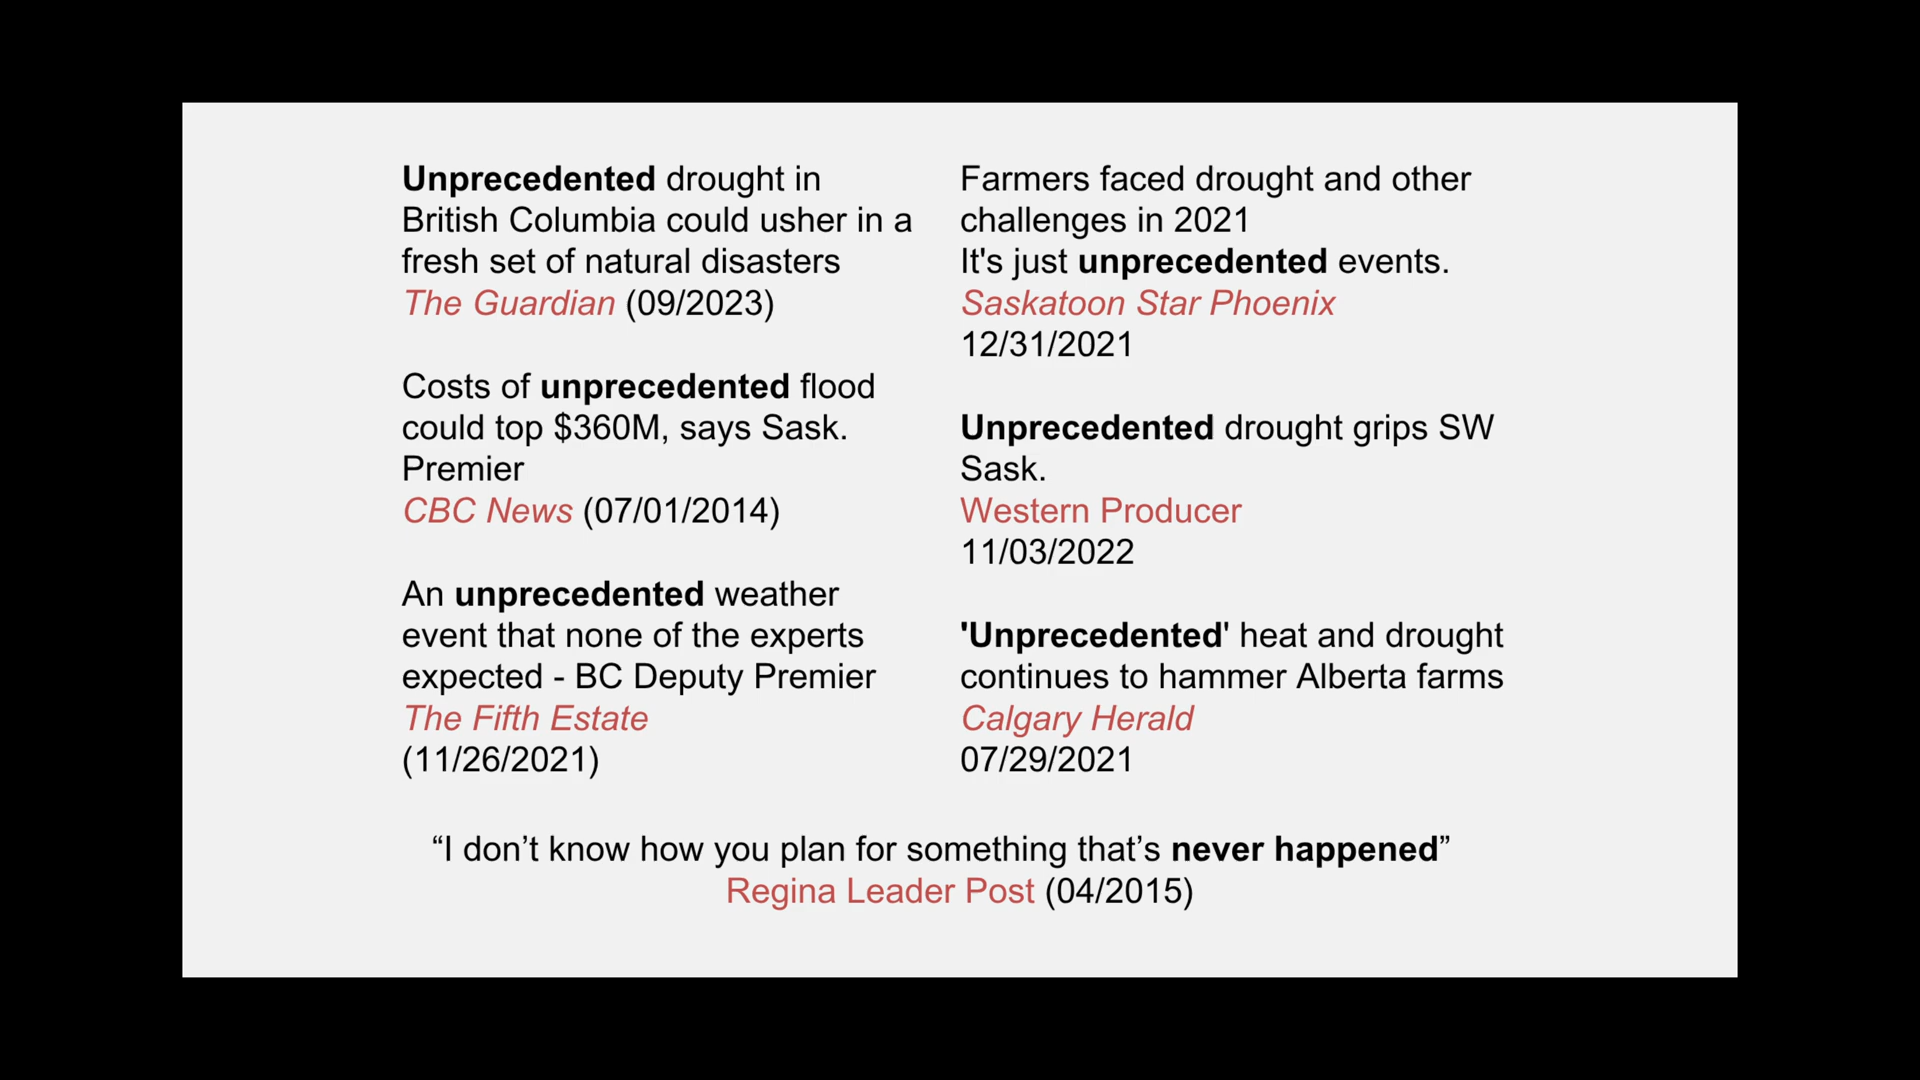 Unprecedented drought in
British Columbia could usher in a
fresh set of natural disasters
The Guardian (09/2023)
Costs of unprecedented flood
could top $360M, says Sask.
Premier
CBC News (07/01/2014)
An unprecedented weather
event that none of the experts
expected - BC Deputy Premier
The Fifth Estate
(11/26/2021)
Farmers faced drought and other
challenges in 2021
It's just unprecedented events.
Saskatoon Star Phoenix
12/31/2021
Unprecedented drought grips SW
Sask.
Western Producer
11/03/2022
'Unprecedented' heat and drought
continues to hammer Alberta farms
Calgary Herald
07/29/2021
“I don’t know how you plan for something that’s never happened”
Regina Leader Post (04/2015)